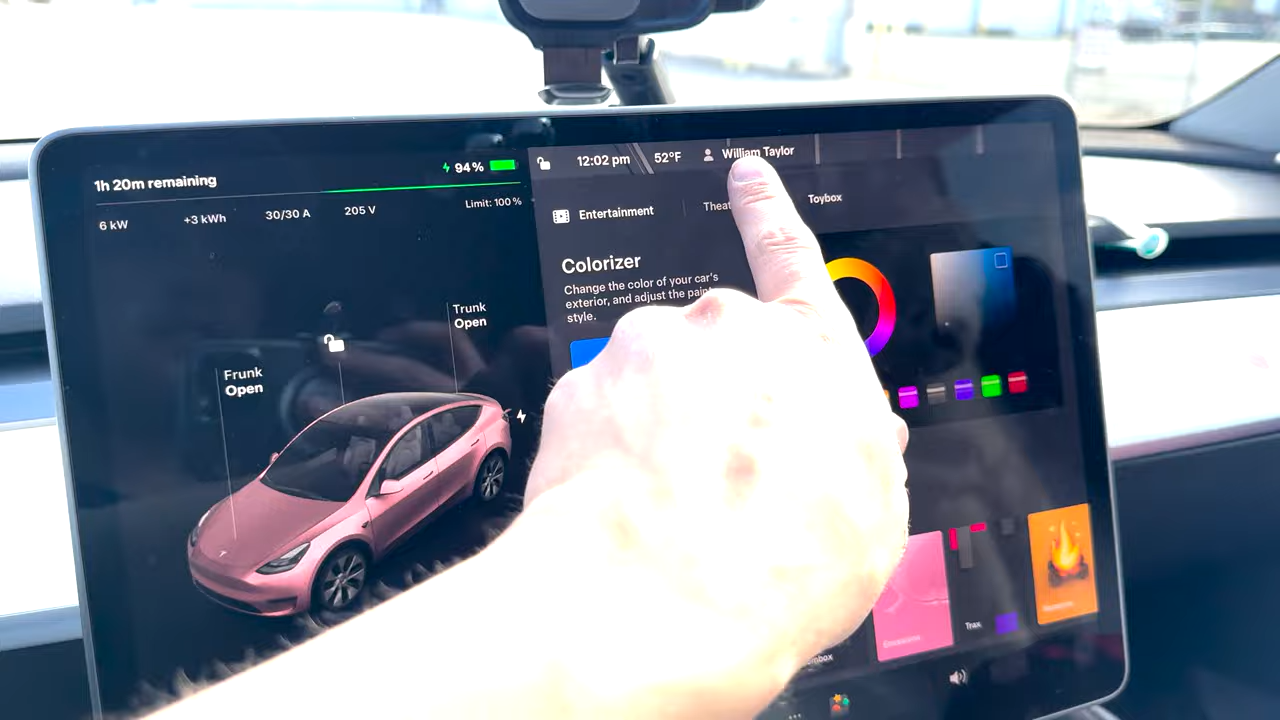 1h 20m remaining
94%
6 kW
+3 kWh
30/30 A
205 V
Limit: 100%
Frunk
Open
Trunk
Open
12:02 pm
52°F
William Taylor
Entertainment
Toybox
Colorizer
Change the color of your car's
exterior, and adjust the
style.
Emissions
Trax